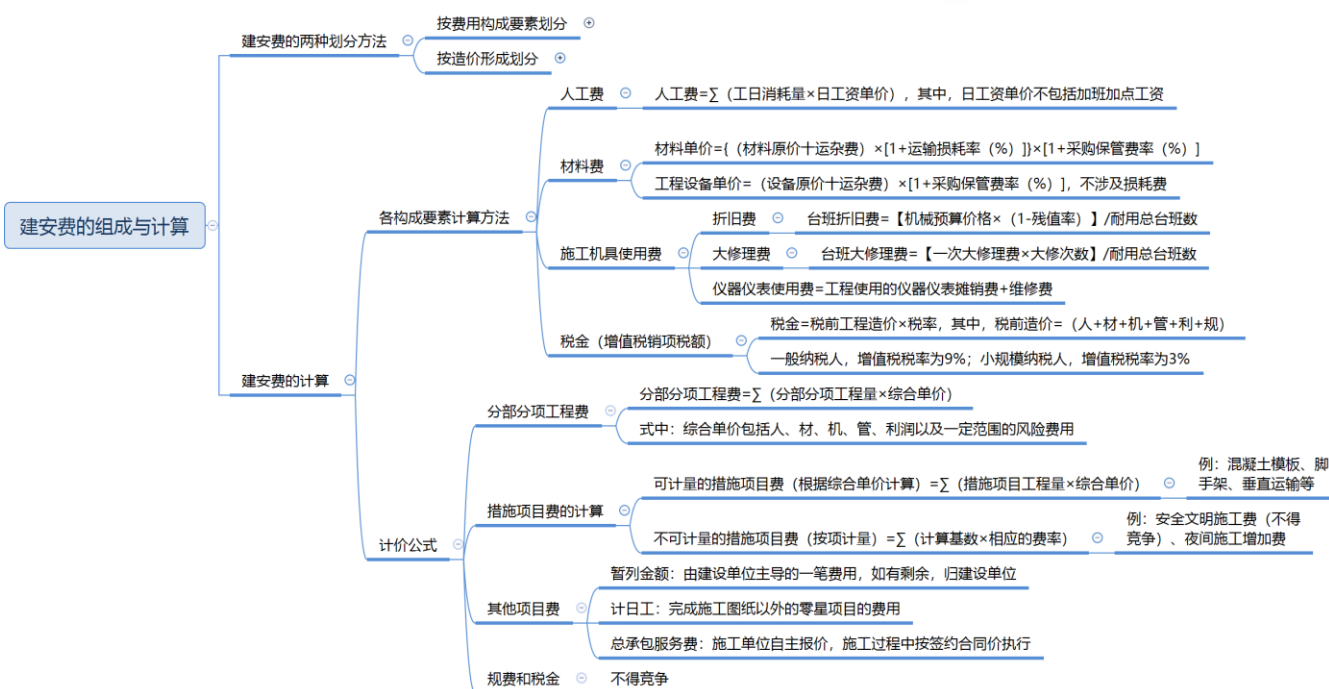 建安费的组成与计算
建安费的两种划分方法
按费用构成要素划分
按造价形成划分
建安费的计算
各构成要素计算方法
人工费
人工费=∑（工日消耗量×日工资单价），其中，日工资单价不包括加班加点工资
材料费
材料单价={（材料原价十运杂费）×[1+运输损耗率（%）]}×[1+采购保管费率（%）]
工程设备单价=（设备原价十运杂费）×[1+采购保管费率（%）]，不涉及损耗费
施工机具使用费
折旧费
台班折旧费=【机械预算价格×（1-残值率）】/耐用总台班数
大修理费
台班大修理费=【一次大修理费×大修次数】/耐用总台班数
仪器仪表使用费=工程使用的仪器仪表摊销费+维修费
税金（增值税销项税额）
税金=税前工程造价×税率，其中，税前造价=（人+材+机+管+利+规）
一般纳税人，增值税税率为9%；小规模纳税人，增值税税率为3%
计价公式
分部分项工程费
分部分项工程费=∑（分部分项工程量×综合单价）
式中：综合单价包括人、材、机、管、利润以及一定范围的风险费用
措施项目费的计算
可计量的措施项目费（根据综合单价计算）=∑（措施项目工程量×综合单价）
例：混凝土模板、脚
手架、垂直运输等
不可计量的措施项目费（按项计量）=∑（计算基数×相应的费率）
例：安全文明施工费（不得
竞争）、夜间施工增加费
其他项目费
暂列金额：由建设单位主导的一笔费用，如有剩余，归建设单位
计日工：完成施工图纸以外的零星项目的费用
总承包服务费：施工单位自主报价，施工过程中按签约合同价执行
规费和税金
不得竞争